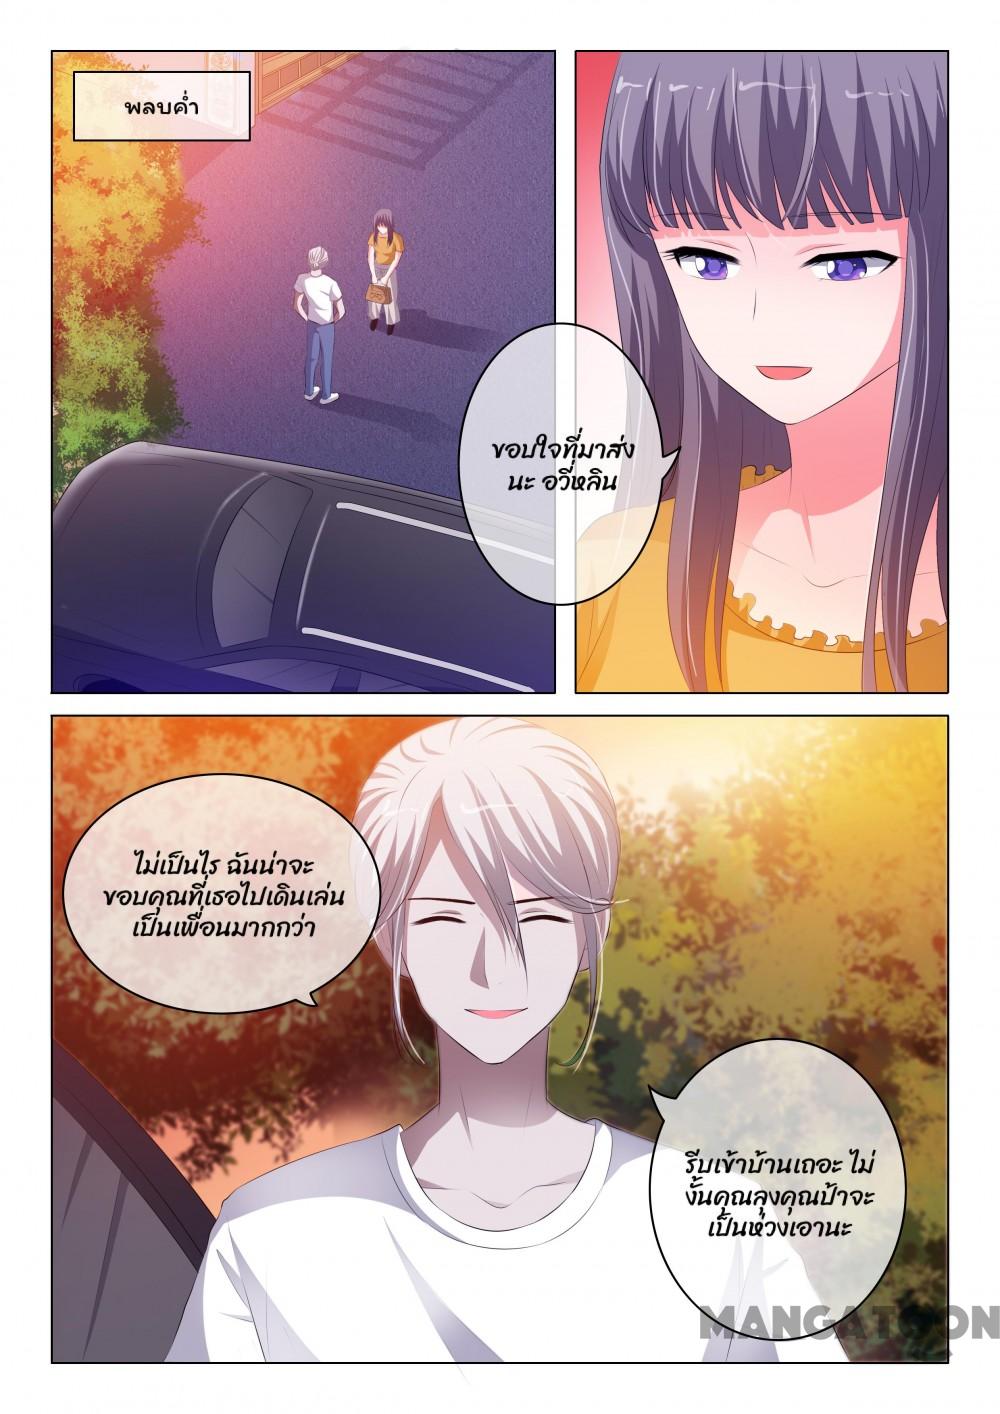 พลบค่ำ
ขอบใจที่มาส่ง
นะ อวี่หลิน
ไม่เป็นไร ฉันน่าจะ
ขอบคุณที่เธอไปเดินเล่น
เป็นเพื่อนมากกว่า
รีบเข้าบ้านเถอะ ไม่
งั้นคุณลุงคุณป้าจะ
เป็นห่วงเอานะ
MANGATOON